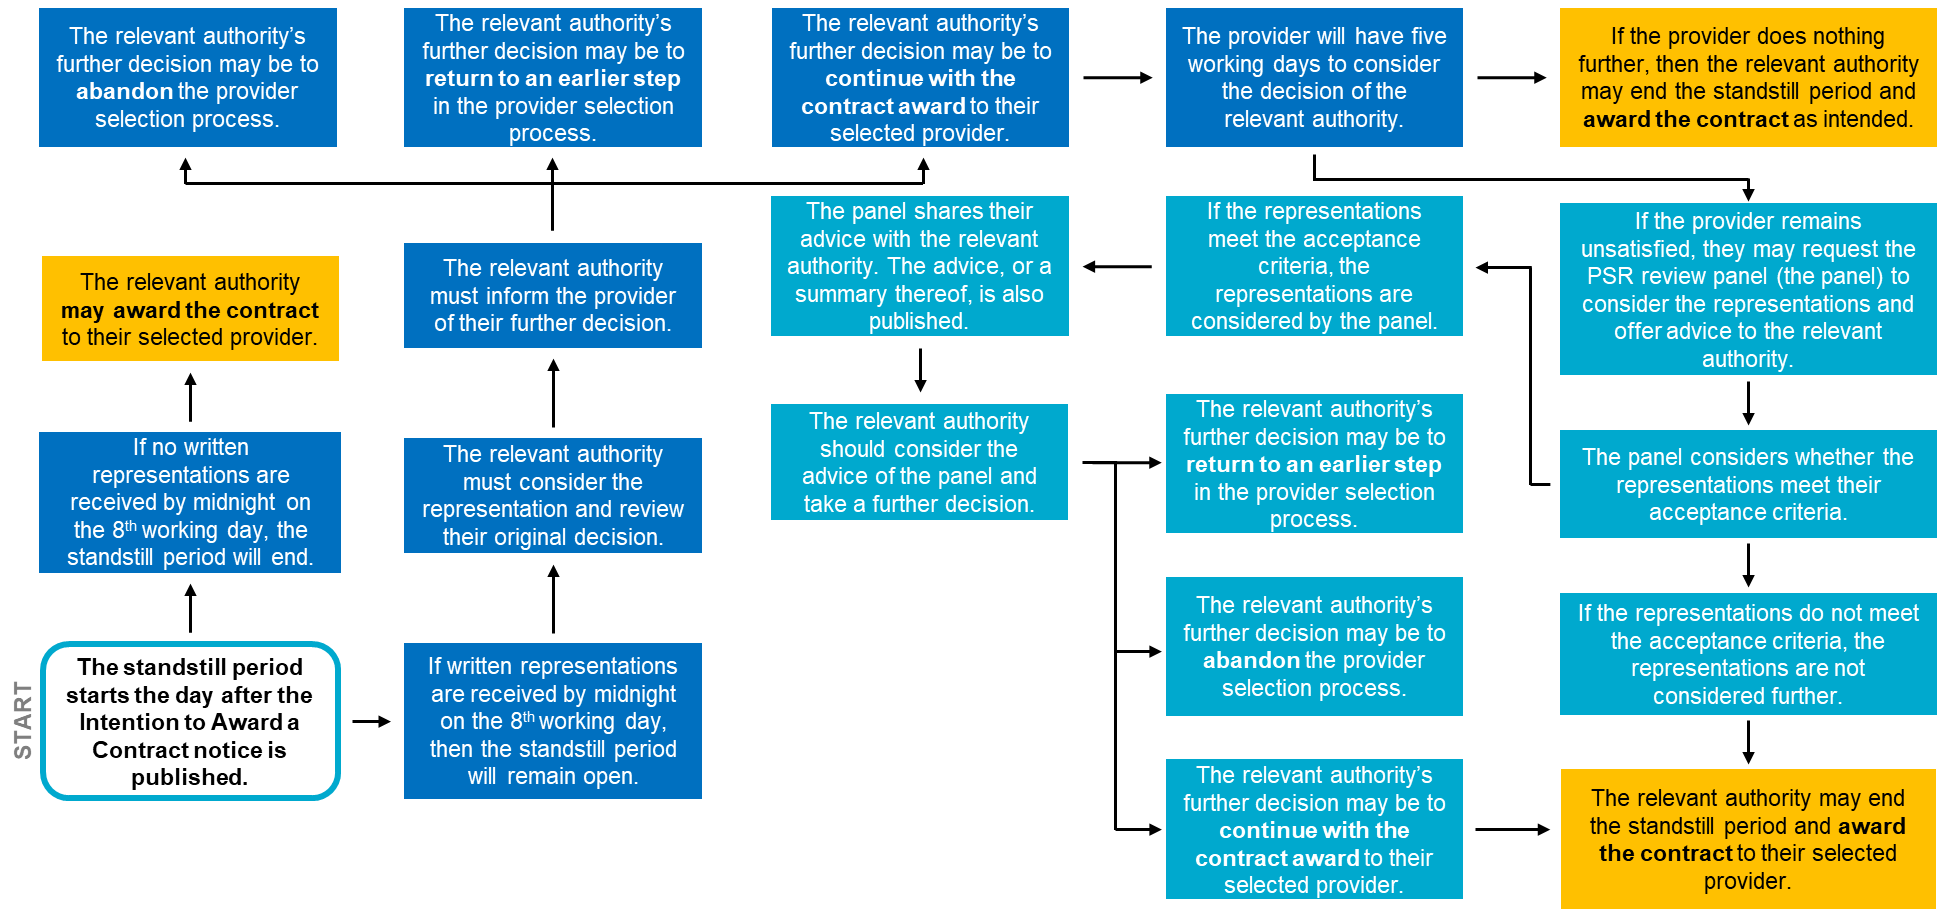 The relevant authority's
further decision may be to
abandon the provider
selection process.
The relevant authority's
further decision may be to
return to an earlier step
in the provider selection
process.
The relevant authority's
further decision may be to
continue with the
contract award to their
selected provider.
The provider will have five
working days to consider
the decision of the
relevant authority.
If the provider does nothing
further, then the relevant authority
may end the standstill period and
award the contract as intended.
The relevant authority
may award the contract
to their selected provider.
The relevant authority
must inform the provider
of their further decision.
The panel shares their
advice with the relevant
authority. The advice, or a
summary thereof, is also
published.
If the representations
meet the acceptance
criteria, the
representations are
considered by the panel.
If the provider remains
unsatisfied, they may request the
PSR review panel (the panel) to
consider the representations and
offer advice to the relevant
authority.
If no written
representations are
received by midnight on
the 8th working day, the
standstill period will end.
The relevant authority
must consider the
representation and review
their original decision.
The relevant authority
should consider the
advice of the panel and
take a further decision.
The relevant authority's
further decision may be to
return to an earlier step
in the provider selection
process.
The panel considers whether the
representations meet their
acceptance criteria.
The relevant authority's
further decision may be to
abandon the provider
selection process.
If the representations do not meet
the acceptance criteria, the
representations are not
considered further.
START
The standstill period
starts the day after the
Intention to Award a
Contract notice is
published.
If written representations
are received by midnight
on the 8th working day,
then the standstill period
will remain open.
The relevant authority's
further decision may be to
continue with the
contract award to their
selected provider.
The relevant authority may end
the standstill period and award
the contract to their selected
provider.